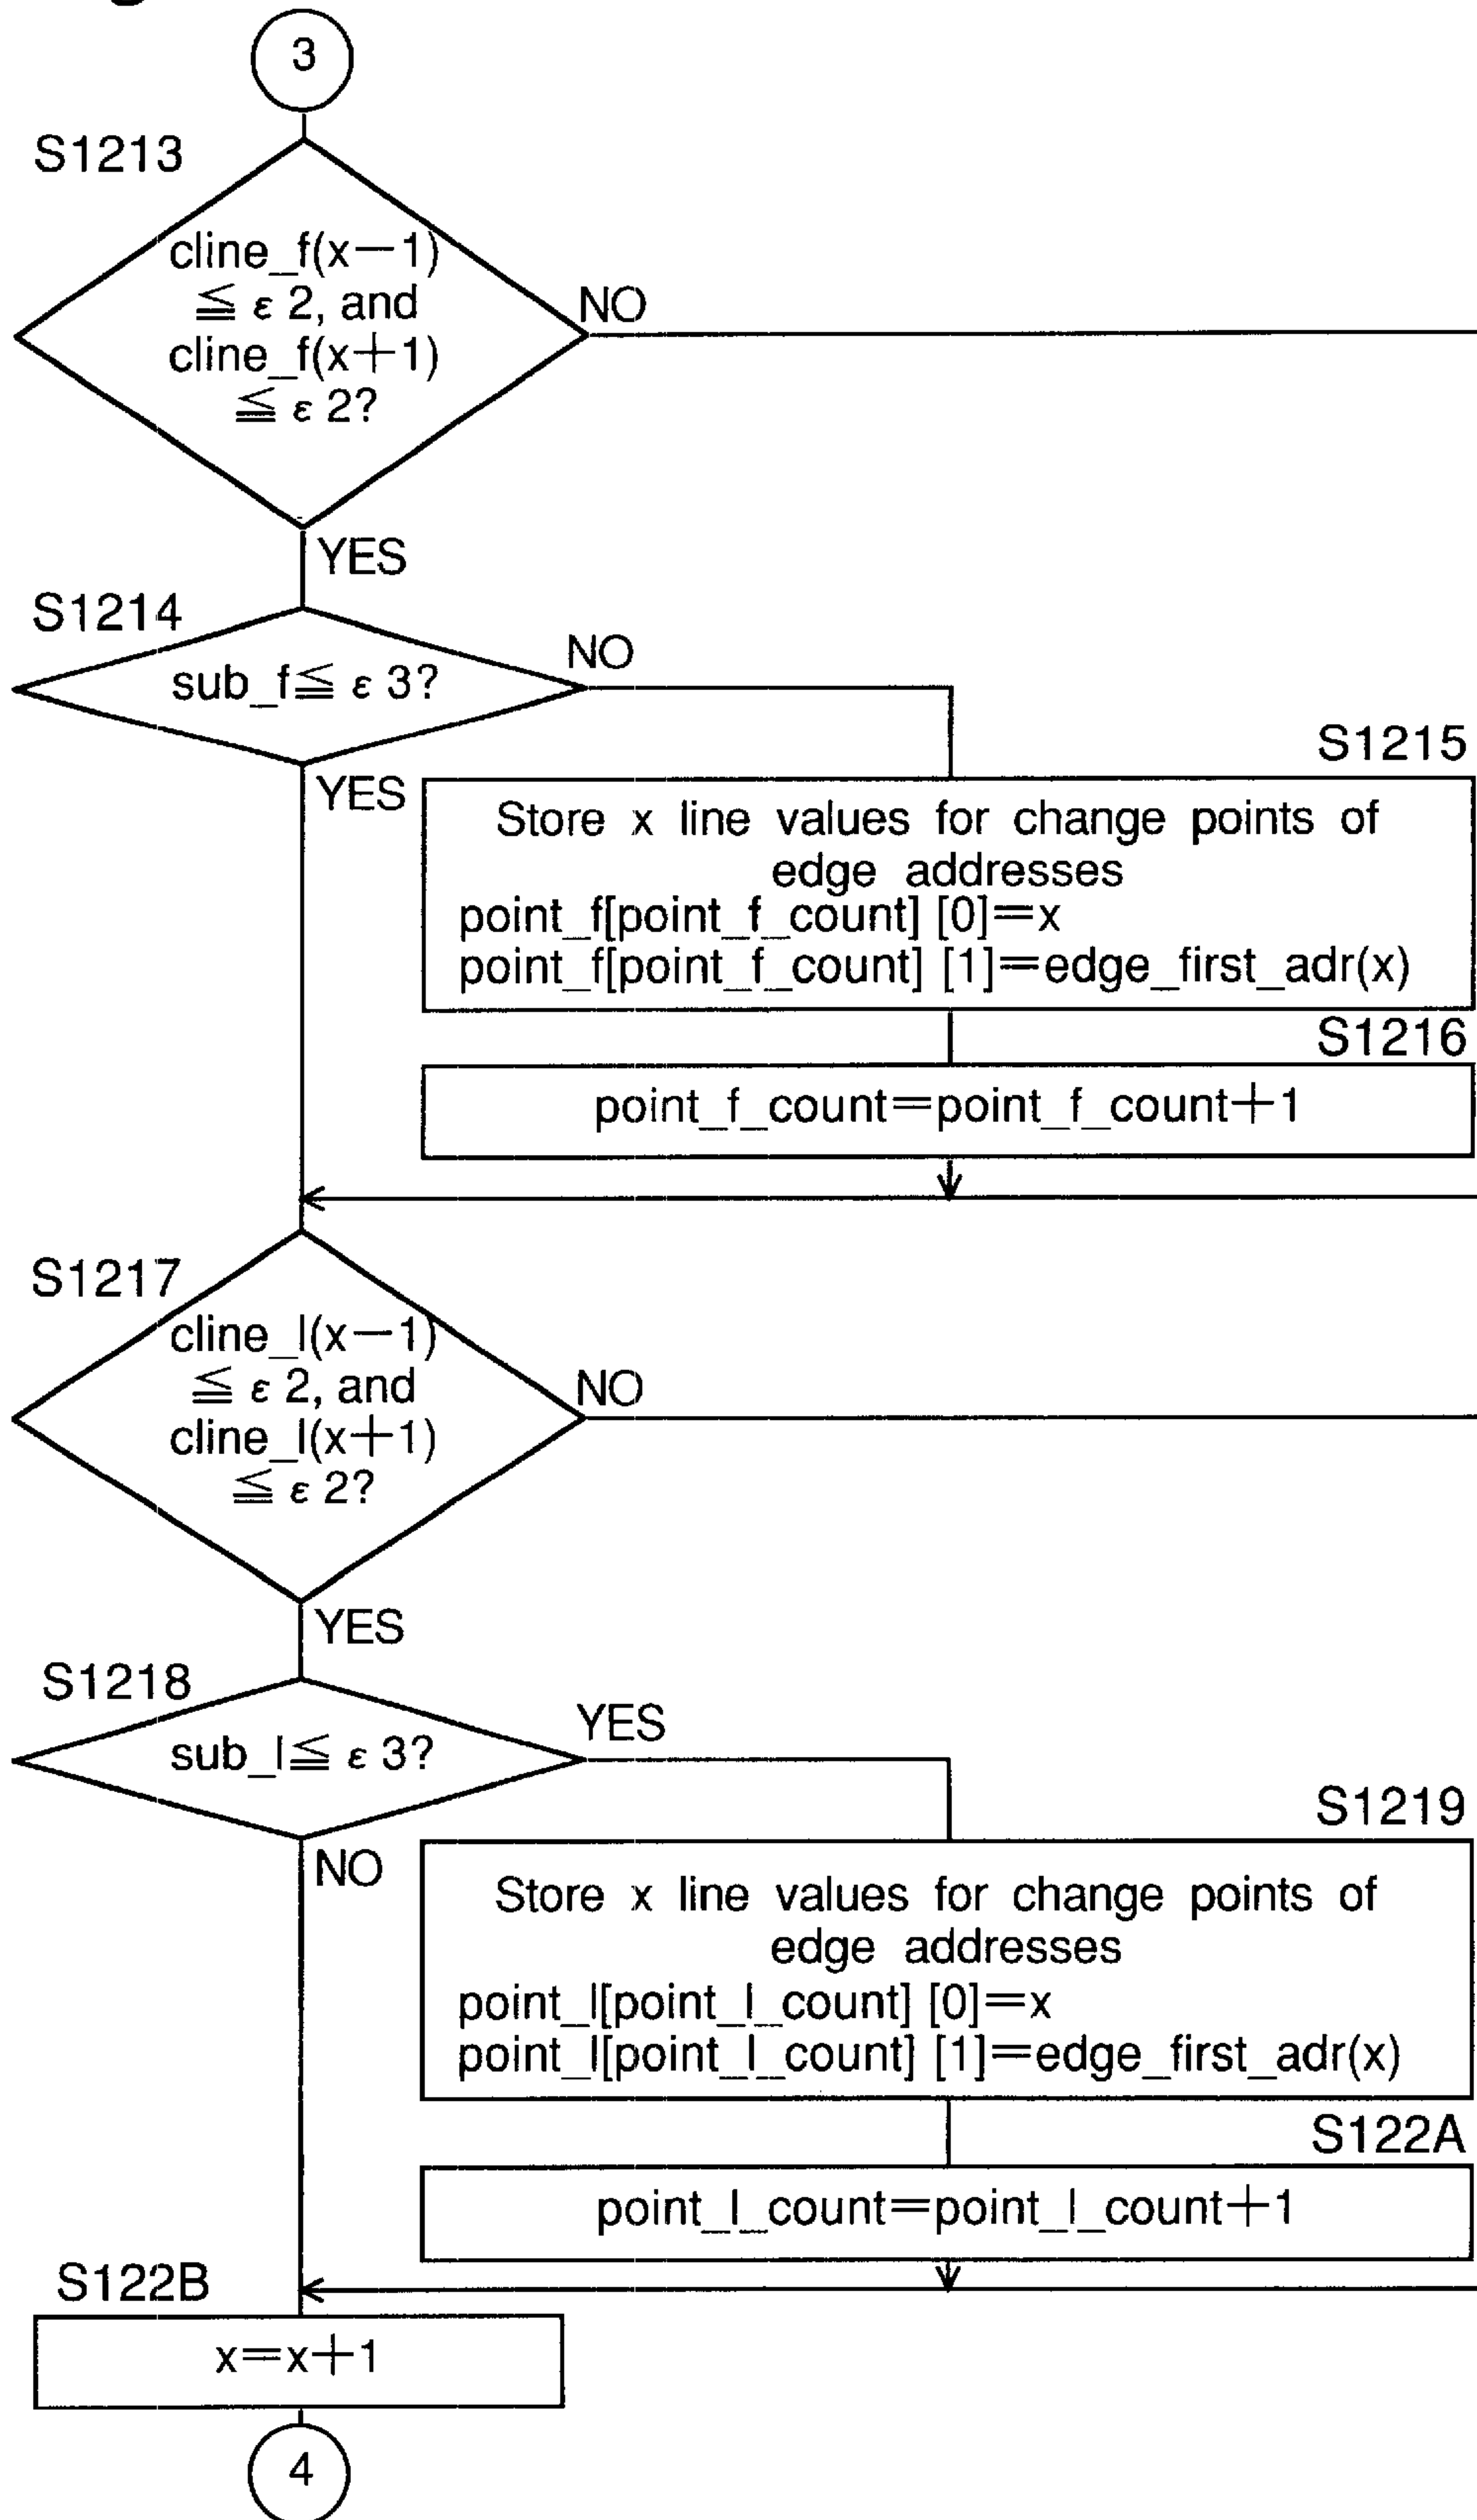 3
S1213
cline_f(x−1)
≦ ε 2, and
cline_f(x+1)
≦ ε 2?
NO
YES
S1214
sub_f≦ ε 3?
NO
YES
S1215
Store x line values for change points of
edge addresses
point_f[point_f_count] [0]=x
point_f[point_f_count] [1]=edge_first_adr(x)
S1216
point_f_count=point_f_count+1
S1217
cline_l(x−1)
≦ ε 2, and
cline_l(x+1)
≦ ε 2?
NO
YES
S1218
sub_l≦ ε 3?
YES
NO
S1219
Store x line values for change points of
edge addresses
point_l[point_l_count] [0]=x
point_l[point_l_count] [1]=edge_first_adr(x)
S122A
point_l_count=point_l_count+1
S122B
x=x+1
4